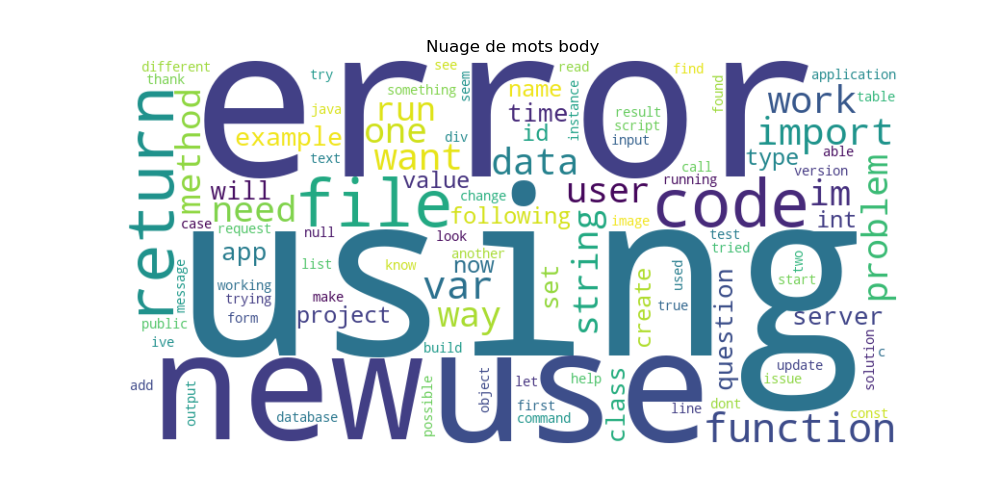 Nuage de mots body
different
thank
try
see
seem
read
find
found
application
table
java
something
name
time
instance
result
script
input
work
error
return
method
example
run
one
want
text
div
id
data
import
type
able
version
call
running
will
value
change
user
code
im
int
problem
need
file
following
string
image
case
request
null
look
another
test
tried
two
start
app
list
know
now
set
create
used
true
message
working
trying
form
make
project
var
way
using
question
server
public
ive
build
update
issue
solution
c
add
output
new
database
possible
use
object
let
first
command
help
class
line
dont
const
function